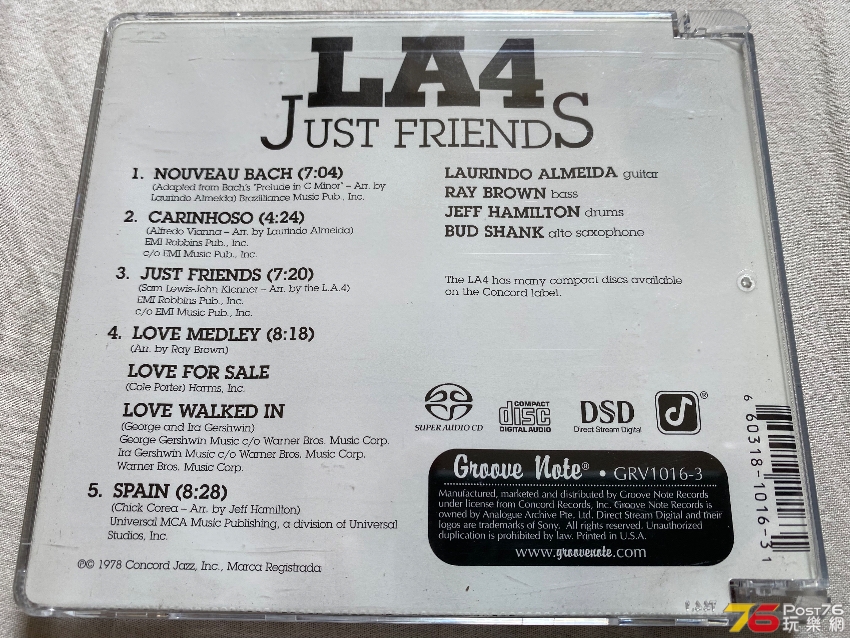 LA4
JUST FRIENDS
1. NOUVEAU BACH (7:04)
(Adapted from Bach's "Prelude in C Minor" – Arr. by
Laurindo Almeida) Brazilliance Music Pub., Inc.
2. CARINHOSO (4:24)
(Alfredo Vianna – Arr. by Laurindo Almeida)
EMI Robbins Pub., Inc.
c/o EMI Music Pub., Inc.
3. JUST FRIENDS (7:20)
(Sam Lewis-John Klenner – Arr. by the L.A.4)
EMI Robbins Pub., Inc.
c/o EMI Music Pub., Inc.
4. LOVE MEDLEY (8:18)
(Arr. by Ray Brown)
LOVE FOR SALE
(Cole Porter) Harms, Inc.
LOVE WALKED IN
(George and Ira Gershwin)
George Gershwin Music c/o Warner Bros. Music Corp.
Ira Gershwin Music c/o Warner Bros. Music Corp.
Warner Bros. Music Corp.
5. SPAIN (8:28)
(Chick Corea – Arr. by Jeff Hamilton)
Universal MCA Music Publishing, a division of Universal
Studios, Inc.
℗© 1978 Concord Jazz, Inc., Marca Registrada
LAURINDO ALMEIDA guitar
RAY BROWN bass
JEFF HAMILTON drums
BUD SHANK alto saxophone
The LA4 has many compact discs available
on the Concord label.
SUPER AUDIO CD
COMPACT
disc
DIGITAL AUDIO
DSD
Direct Stream Digital
®
Groove Note® • GRV1016-3
Manufactured, marketed and distributed by Groove Note Records
under license from Concord Records, Inc. Groove Note Records is
owned by Analogue Archive Pte. Ltd. Direct Stream Digital and their
logos are trademarks of Sony. All rights reserved. Unauthorized
duplication is prohibited by law. Printed in U.S.A.
www.groovenote.com
6 60318-1016-3 1
76 Post76
玩樂網